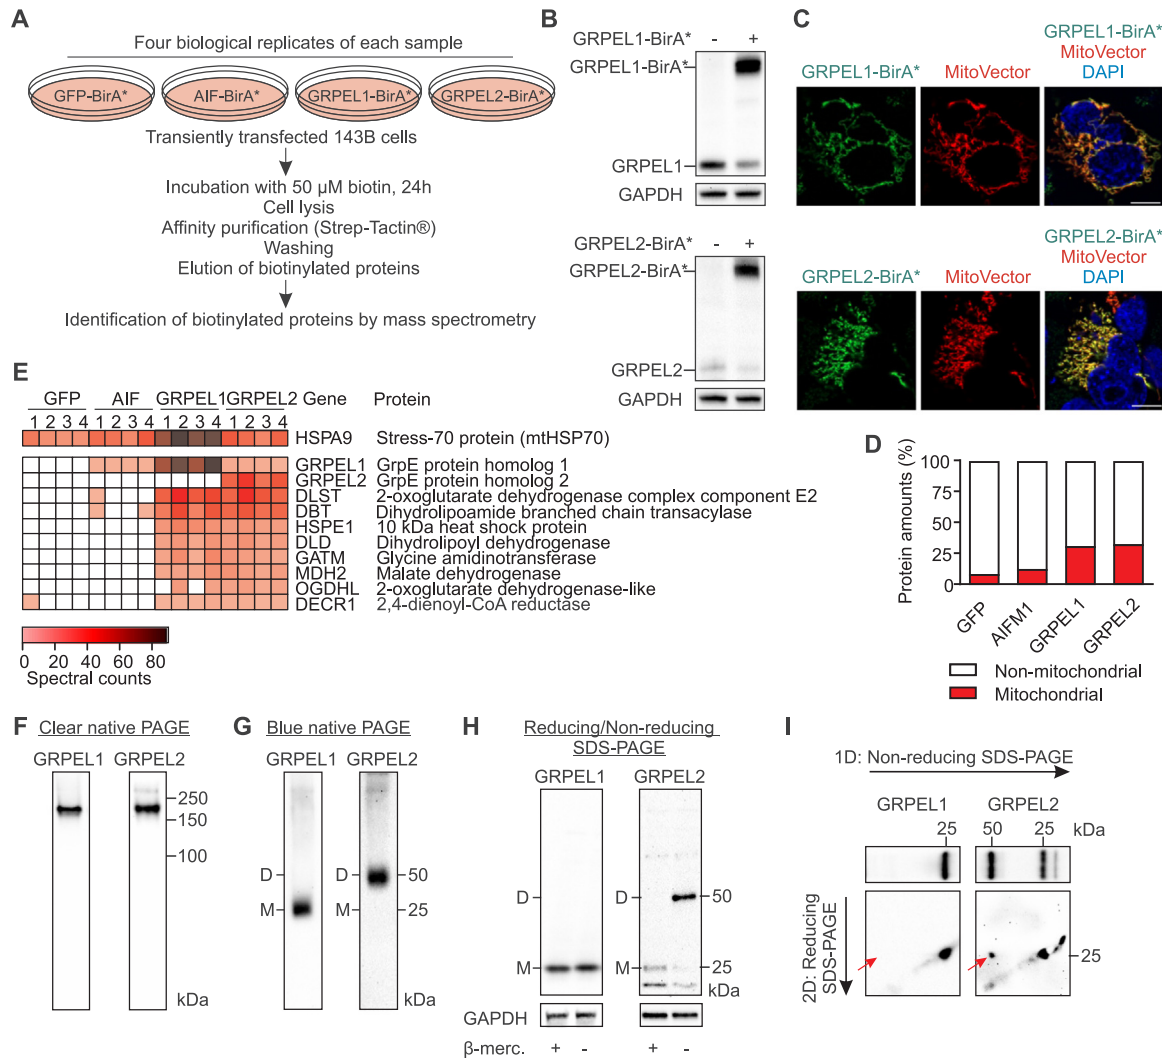 A
Four biological replicates of each sample
GFP-BirA* AIF-BirA* GRPEL1-BirA* GRPEL2-BirA*
Transiently transfected 143B cells
Incubation with 50 µM biotin, 24h
Cell lysis
Affinity purification (Strep-Tactin®)
Washing
Elution of biotinylated proteins
Identification of biotinylated proteins by mass spectrometry
B
GRPEL1-BirA* - +
GRPEL1-BirA*
GRPEL1
GAPDH
GRPEL2-BirA* - +
GRPEL2-BirA*
GRPEL2
GAPDH
C
GRPEL1-BirA* MitoVector
GRPEL1-BirA*
MitoVector
DAPI
GRPEL2-BirA* MitoVector
GRPEL2-BirA*
MitoVector
DAPI
D
Protein amounts (%)
100
75
50
25
0
GFP
AIFM1
GRPEL1
GRPEL2
Non-mitochondrial
Mitochondrial
E
GFP AIF GRPEL1 GRPEL2 Gene Protein
1 2 3 4 1 2 3 4 1 2 3 4 1 2 3 4
HSPA9 Stress-70 protein (mtHSP70)
GRPEL1 GrpE protein homolog 1
GRPEL2 GrpE protein homolog 2
DLST 2-oxoglutarate dehydrogenase complex component E2
DBT Dihydrolipoamide branched chain transacylase
HSPE1 10 kDa heat shock protein
DLD Dihydrolipoyl dehydrogenase
GATM Glycine amidinotransferase
MDH2 Malate dehydrogenase
OGDHL 2-oxoglutarate dehydrogenase-like
DECR1 2,4-dienoyl-CoA reductase
0 20 40 60 80
Spectral counts
F
Clear native PAGE
GRPEL1 GRPEL2
250
150
100
kDa
G
Blue native PAGE
GRPEL1 GRPEL2
D D 50
M M 25
kDa
H
Reducing/Non-reducing
SDS-PAGE
GRPEL1 GRPEL2
D D 50
M M 25
kDa
GAPDH
β-merc. + - + -
I
1D: Non-reducing SDS-PAGE
GRPEL1 GRPEL2
25 50 25 kDa
2D: Reducing
SDS-PAGE
25